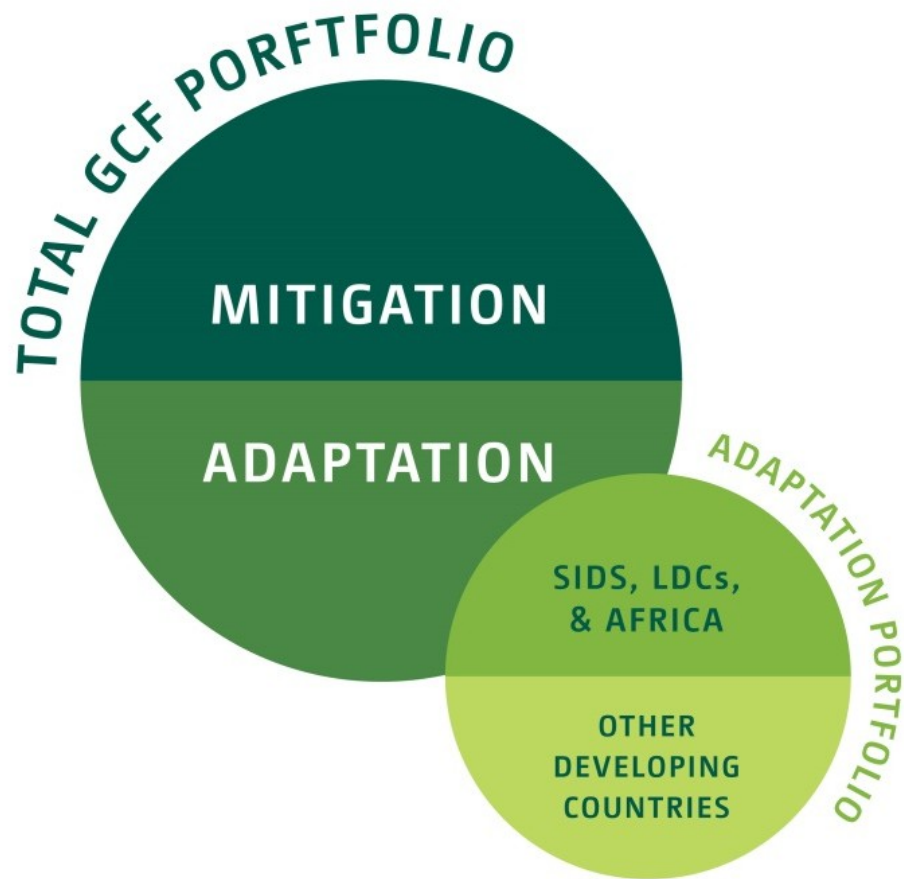 TOTAL GCF PORFTFOLIO
MITIGATION
ADAPTATION
ADAPTATION PORTFOLIO
SIDS, LDCs,
& AFRICA
OTHER
DEVELOPING
COUNTRIES